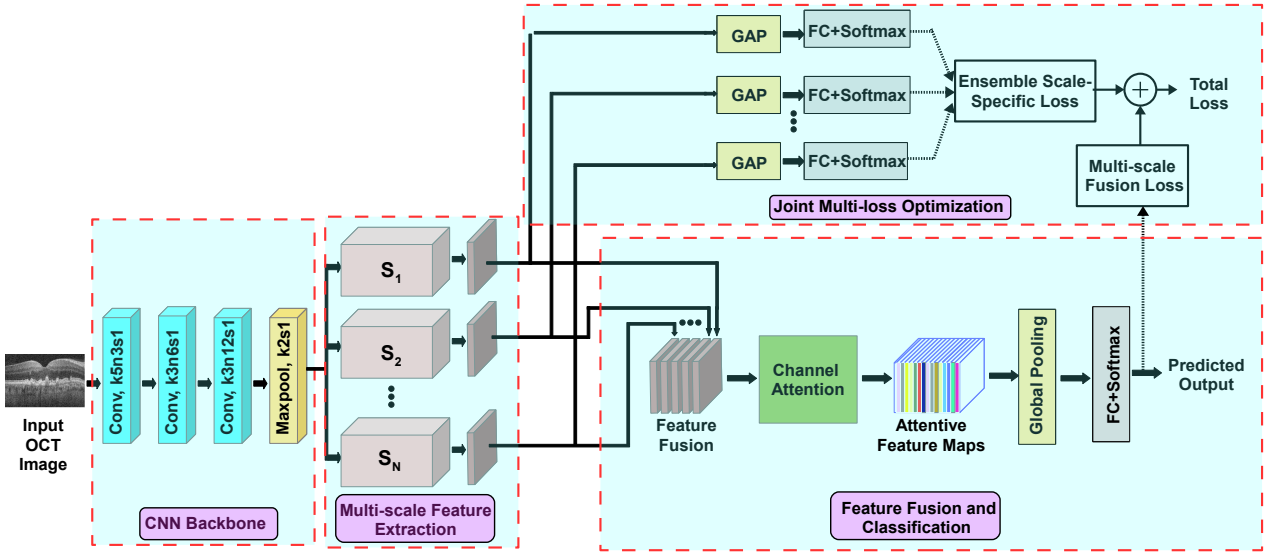 GAP
FC+Softmax
GAP
FC+Softmax
GAP
FC+Softmax
Ensemble Scale-
Specific Loss
Total
Loss
Multi-scale
Fusion Loss
Joint Multi-loss Optimization
Input
OCT
Image
Conv, k5n3s1
Conv, k3n6s1
Conv, k3n12s1
Maxpool, k2s1
CNN Backbone
S1
S2
SN
Multi-scale Feature
Extraction
Feature
Fusion
Channel
Attention
Attentive
Feature Maps
Global Pooling
FC+Softmax
Predicted
Output
Feature Fusion and
Classification